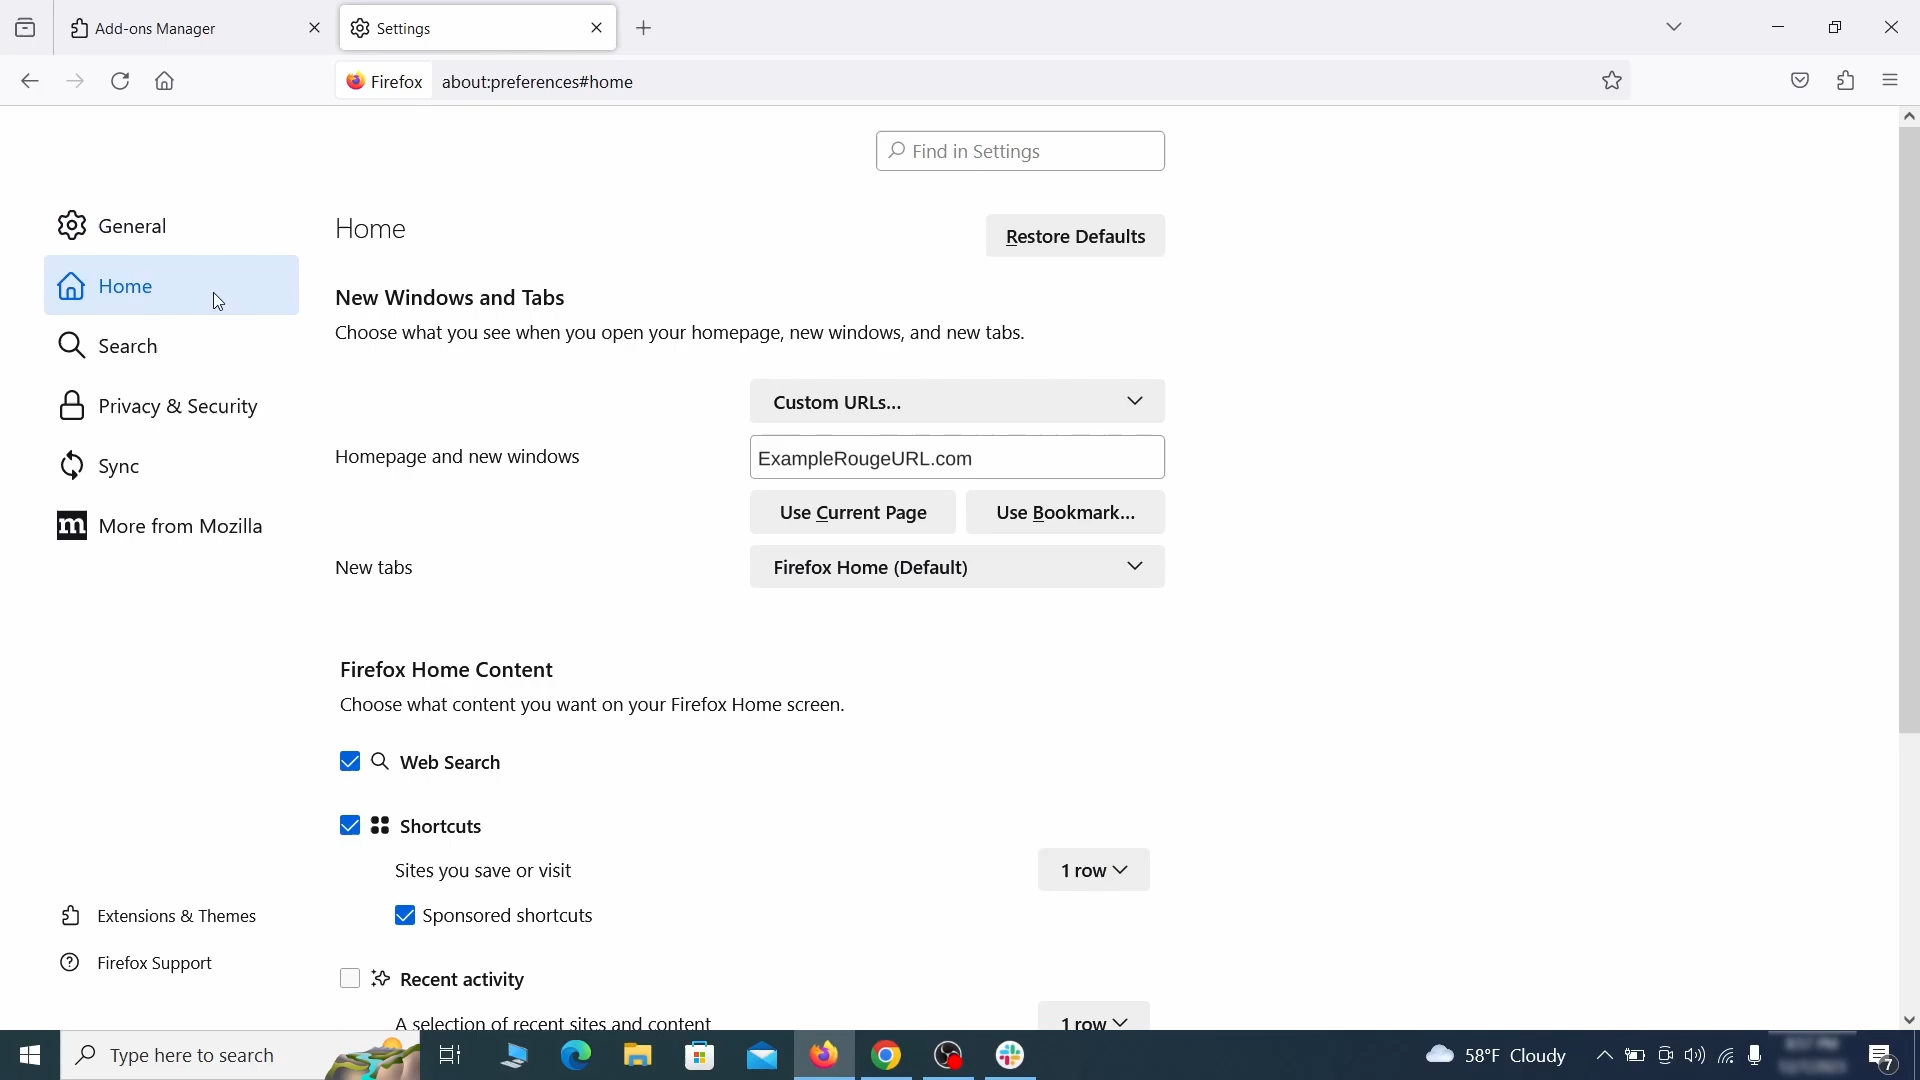 Add-ons Manager
Settings
Firefox
about:preferences#home
Find in Settings
General
Home
Search
Privacy & Security
Sync
More from Mozilla
Extensions & Themes
Firefox Support
Home
Restore Defaults
New Windows and Tabs
Choose what you see when you open your homepage, new windows, and new tabs.
Custom URLs...
Homepage and new windows
ExampleRougeURL.com
Use Current Page
Use Bookmark...
New tabs
Firefox Home (Default)
Firefox Home Content
Choose what content you want on your Firefox Home screen.
Web Search
Shortcuts
Sites you save or visit
1 row
Sponsored shortcuts
Recent activity
A selection of recent sites and content
1 row
Type here to search
58°F Cloudy
7